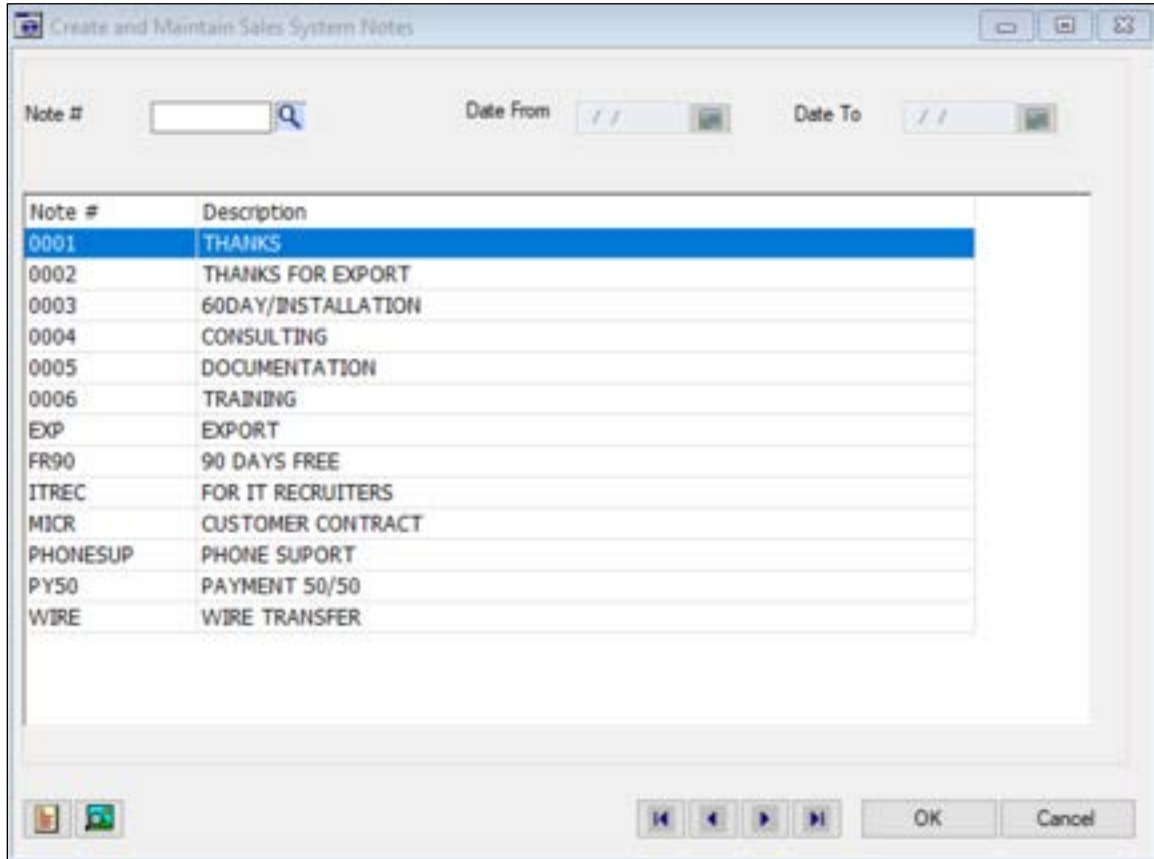 Create and Maintain Sales System Notes
Note # Date From / / Date To / /
Note # Description
0001 THANKS
0002 THANKS FOR EXPORT
0003 60DAY/INSTALLATION
0004 CONSULTING
0005 DOCUMENTATION
0006 TRAINING
EXP EXPORT
FR90 90 DAYS FREE
ITREC FOR IT RECRUITERS
MICR CUSTOMER CONTRACT
PHONESUP PHONE SUPORT
PY50 PAYMENT 50/50
WIRE WIRE TRANSFER
OK Cancel